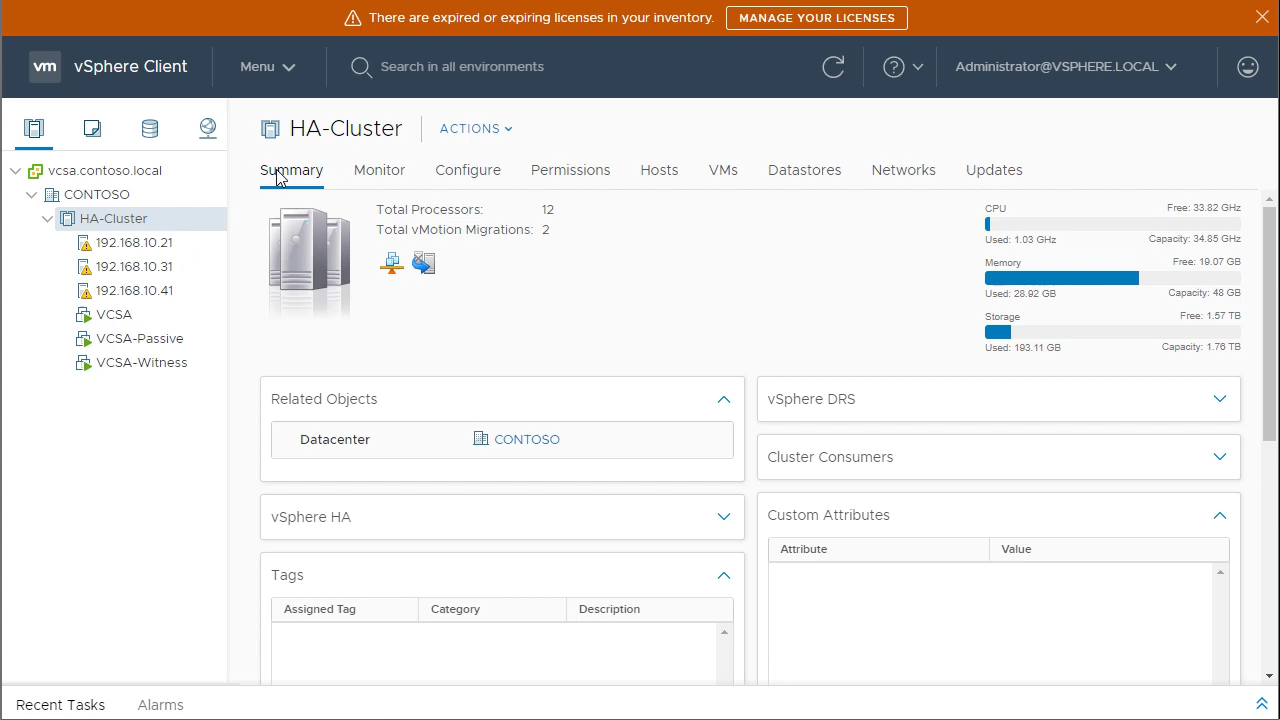 There are expired or expiring licenses in your inventory. MANAGE YOUR LICENSES
vm vSphere Client Menu Search in all environments Administrator@VSPHERE.LOCAL
HA-Cluster ACTIONS
Summary Monitor Configure Permissions Hosts VMs Datastores Networks Updates
vcsa.contoso.local
CONTOSO
HA-Cluster
192.168.10.21
192.168.10.31
192.168.10.41
VCSA
VCSA-Passive
VCSA-Witness
Total Processors: 12
Total vMotion Migrations: 2
CPU Free: 33.82 GHz
Used: 1.03 GHz Capacity: 34.85 GHz
Memory Free: 19.07 GB
Used: 28.92 GB Capacity: 48 GB
Storage Free: 1.57 TB
Used: 193.11 GB Capacity: 1.76 TB
Related Objects
Datacenter CONTOSO
vSphere HA
Tags
Assigned Tag Category Description
vSphere DRS
Cluster Consumers
Custom Attributes
Attribute Value
Recent Tasks Alarms